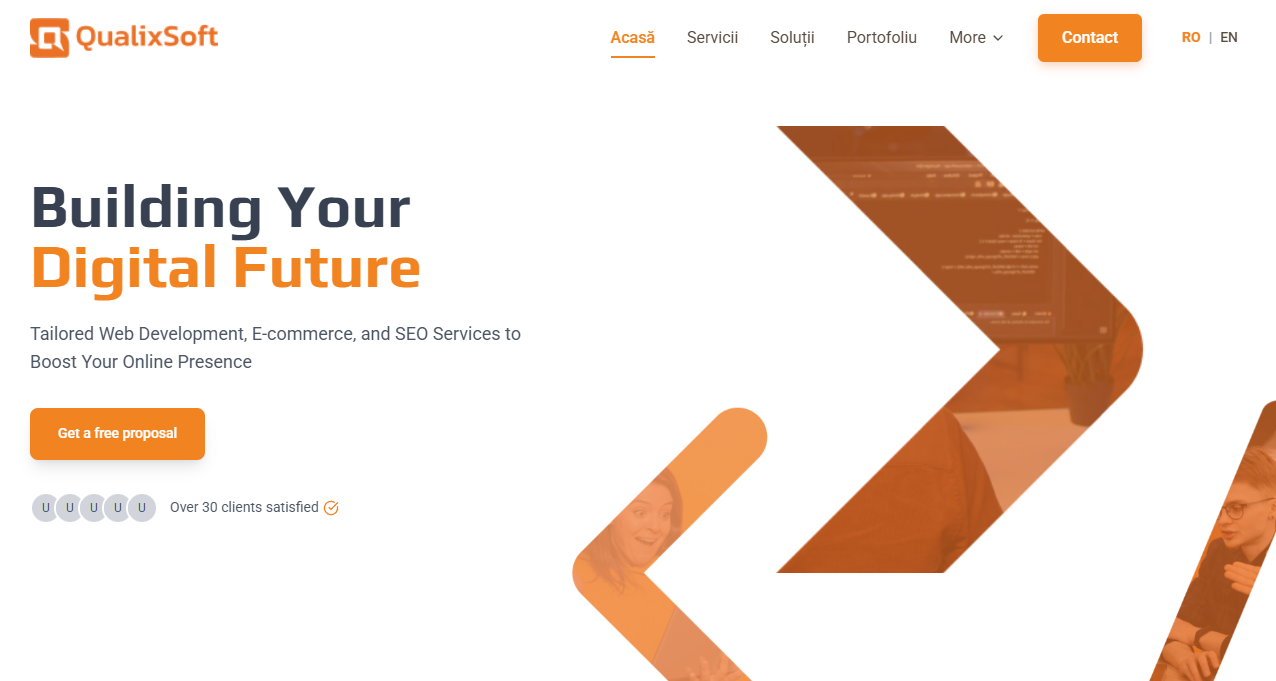 QualixSoft
Acasă Servicii Soluții Portofoliu More Contact RO | EN
Building Your
Digital Future
Tailored Web Development, E-commerce, and SEO Services to
Boost Your Online Presence
Get a free proposal
U U U U U Over 30 clients satisfied